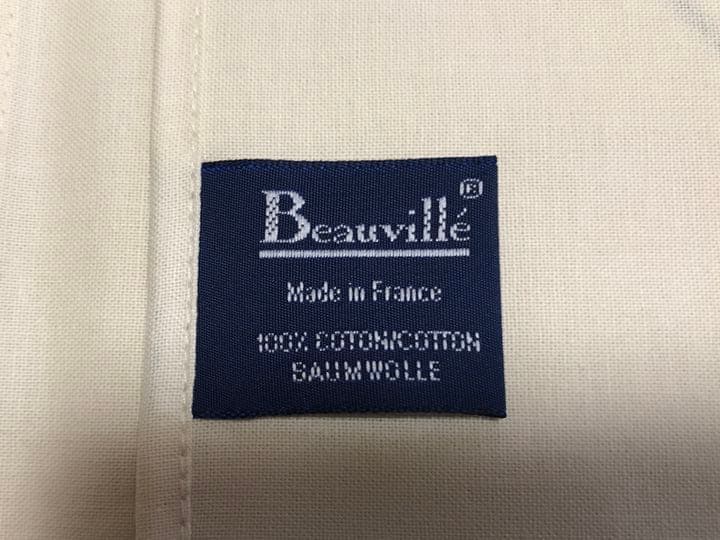 Beauvillé®
Made in France
100% COTON/COTTON
BAUMWOLLE